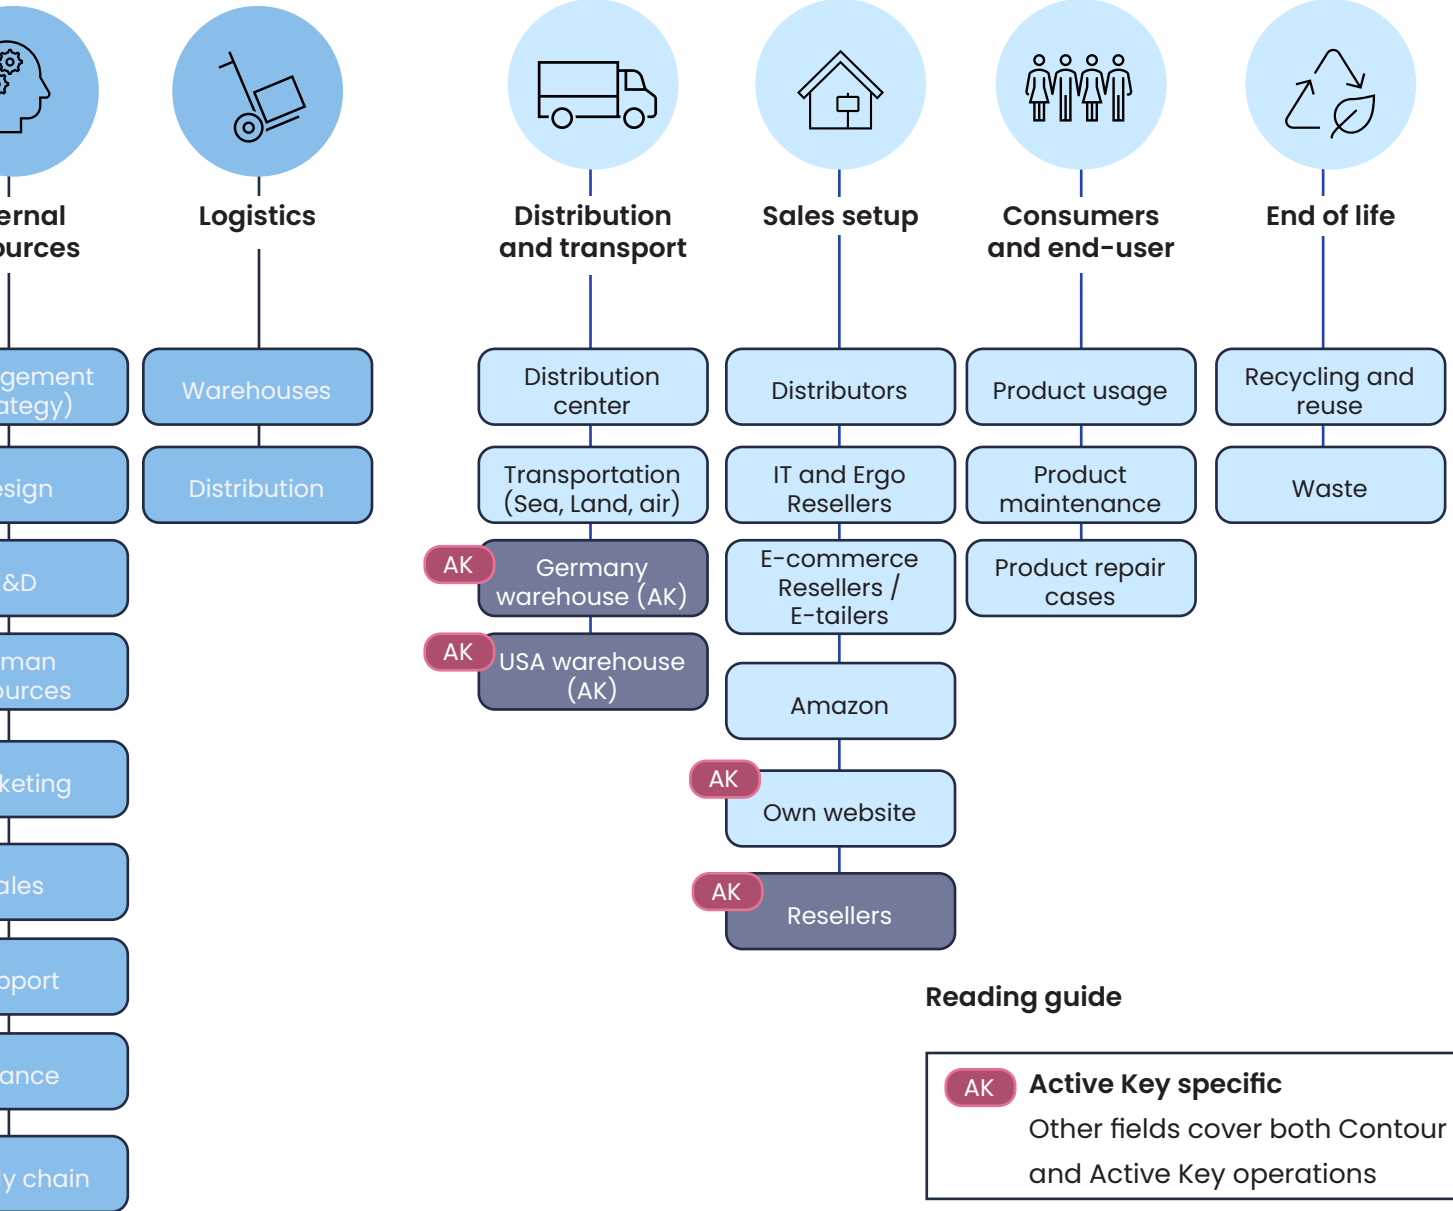 ernal
ources
gement
ategy)
esign
&D
man
ources
keting
ales
pport
ance
ly chain
Logistics
Warehouses
Distribution
Distribution
and transport
Distribution
center
Transportation
(Sea, Land, air)
AK
Germany
warehouse (AK)
AK
USA warehouse
(AK)
Sales setup
Distributors
IT and Ergo
Resellers
E-commerce
Resellers /
E-tailers
Amazon
AK
Own website
AK
Resellers
Consumers
and end-user
Product usage
Product
maintenance
Product repair
cases
End of life
Recycling and
reuse
Waste
Reading guide
AK
Active Key specific
Other fields cover both Contour
and Active Key operations